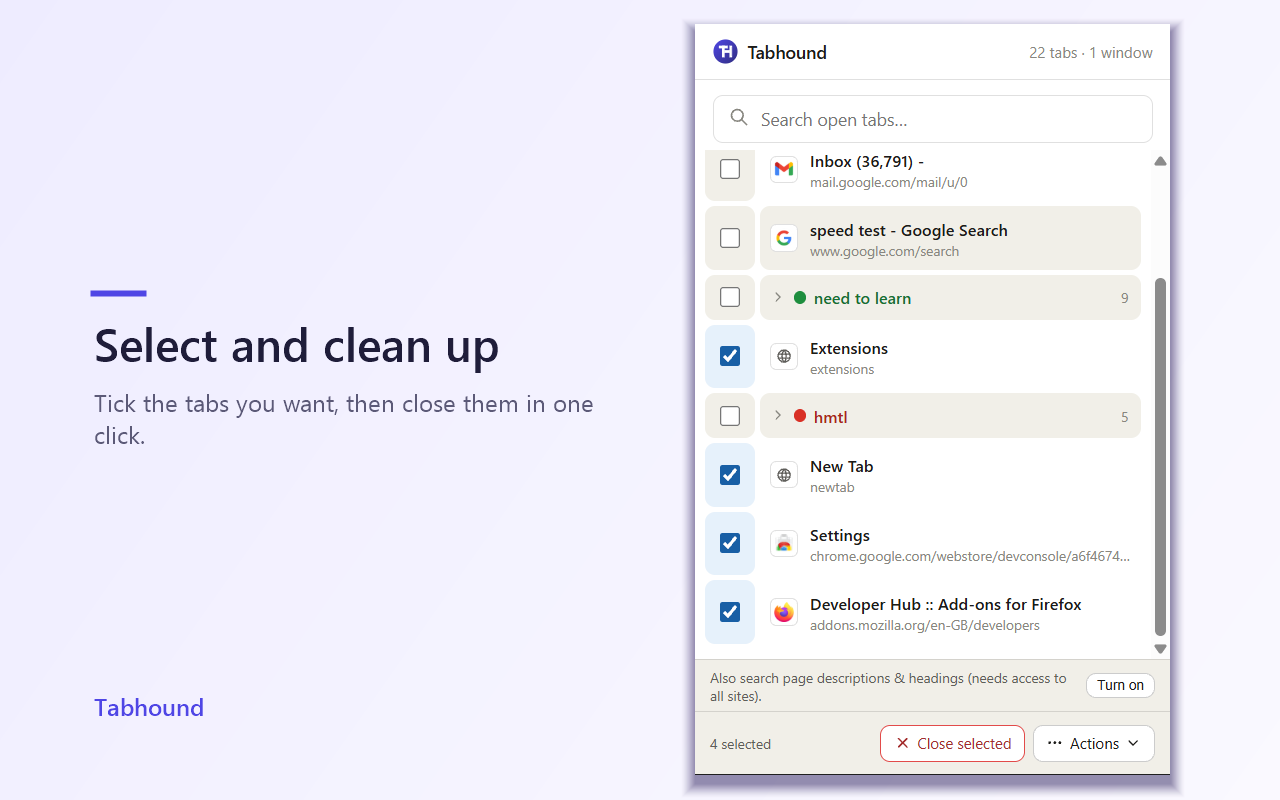 Select and clean up
Tick the tabs you want, then close them in one
click.
Tabhound
TH
Tabhound
22 tabs · 1 window
Search open tabs...
Inbox (36,791) -
mail.google.com/mail/u/0
speed test - Google Search
www.google.com/search
need to learn
9
Extensions
extensions
hmtl
5
New Tab
newtab
Settings
chrome.google.com/webstore/devconsole/a6f4674...
Developer Hub :: Add-ons for Firefox
addons.mozilla.org/en-GB/developers
Also search page descriptions & headings (needs access to
all sites).
Turn on
4 selected
Close selected
Actions